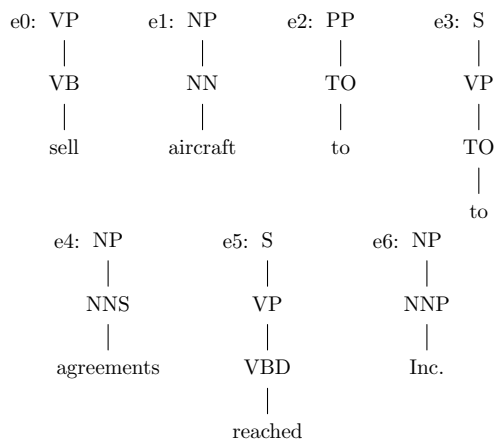 e0: VP e1: NP e2: PP e3: S
VB NN TO VP
sell aircraft to TO
to
e4: NP e5: S e6: NP
NNS VP NNP
agreements VBD Inc.
reached